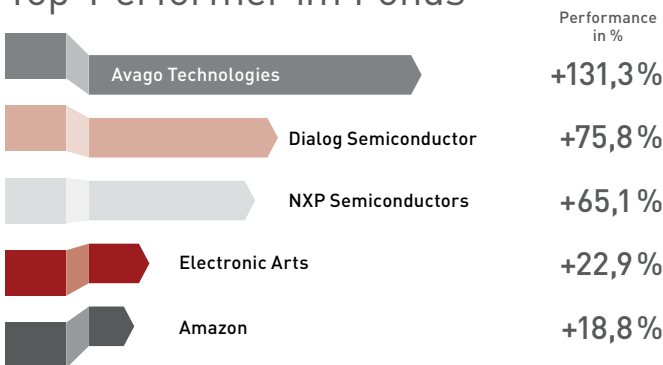 Top-Performer im Fonds
Performance
in %
Avago Technologies
+131,3 %
Dialog Semiconductor
+75,8 %
NXP Semiconductors
+65,1 %
Electronic Arts
+22,9 %
Amazon
+18,8 %